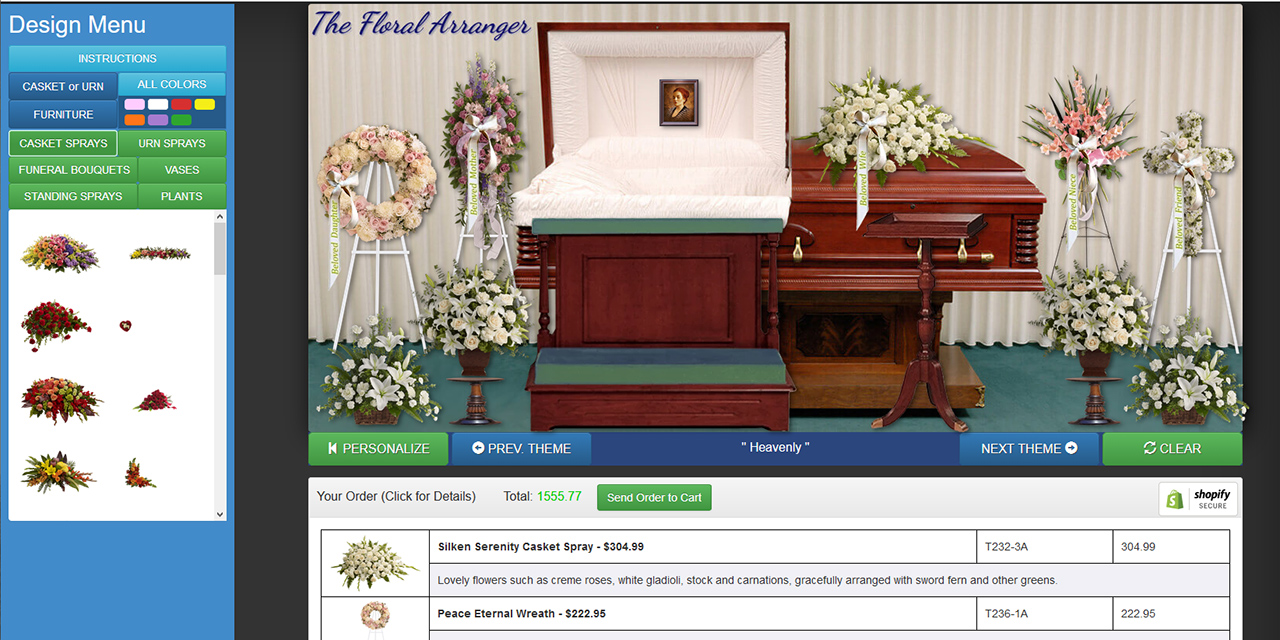 Design Menu
INSTRUCTIONS
CASKET or URN
ALL COLORS
FURNITURE
CASKET SPRAYS
URN SPRAYS
FUNERAL BOUQUETS
VASES
STANDING SPRAYS
PLANTS
The Floral Arranger
Beloved Daughter
Beloved Mother
Beloved Wife
Beloved Niece
Beloved Friend
PERSONALIZE
PREV. THEME
" Heavenly "
NEXT THEME
CLEAR
Your Order (Click for Details) Total: 1555.77 Send Order to Cart
shopify
SECURE
Silken Serenity Casket Spray - $304.99 T232-3A 304.99
Lovely flowers such as creme roses, white gladioli, stock and carnations, gracefully arranged with sword fern and other greens.
Peace Eternal Wreath - $222.95 T236-1A 222.95